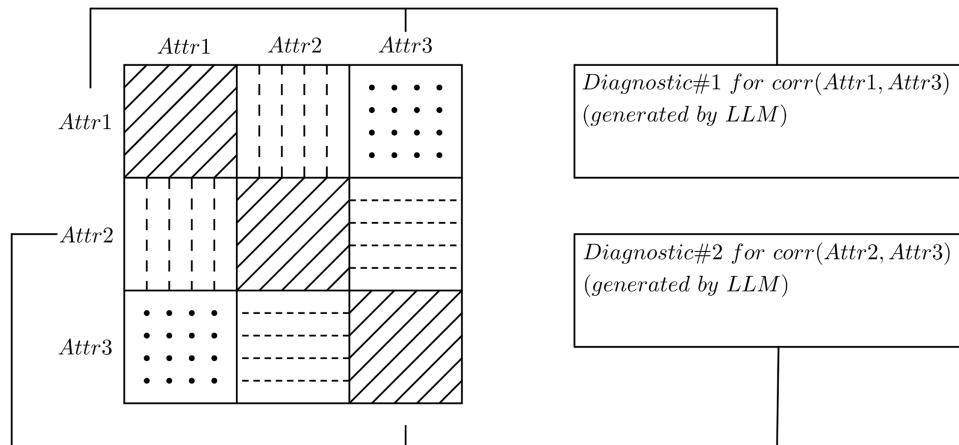 Attr1 Attr2 Attr3
Attr1
Attr2
Attr3
Diagnostic#1 for corr(Attr1, Attr3)
(generated by LLM)
Diagnostic#2 for corr(Attr2, Attr3)
(generated by LLM)